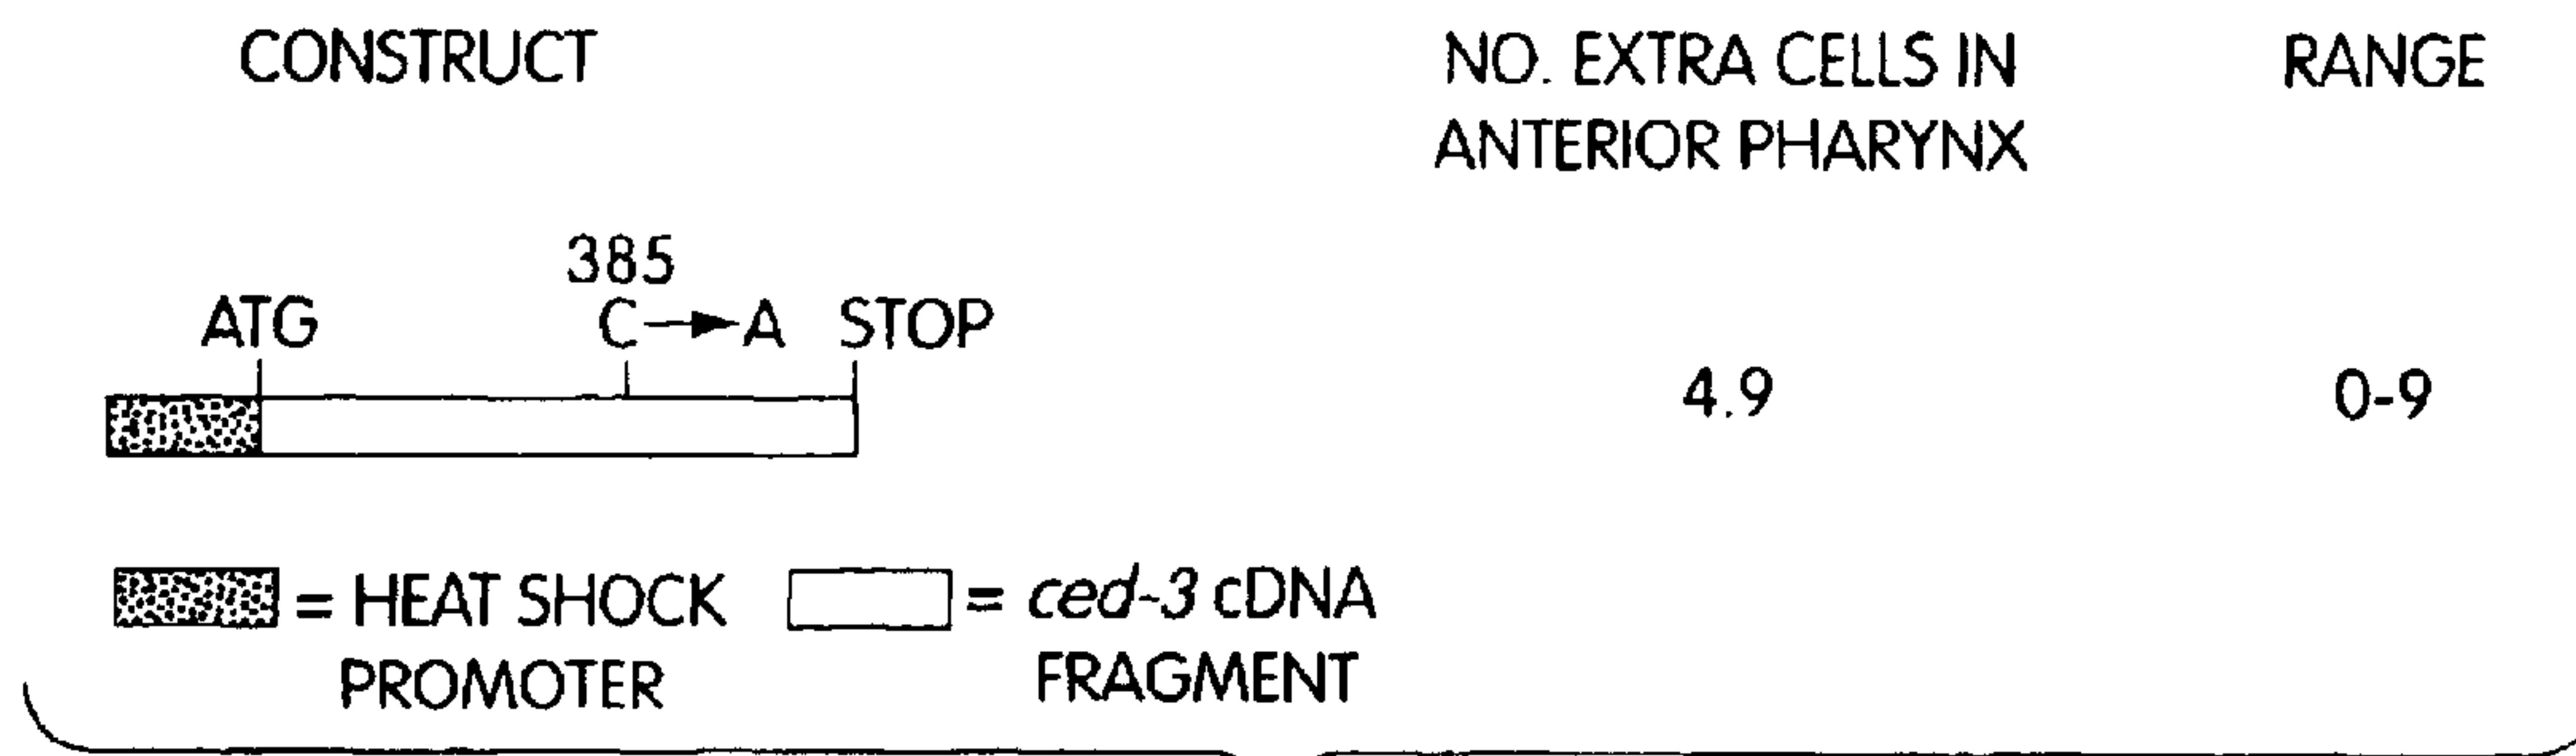 CONSTRUCT NO. EXTRA CELLS IN RANGE
ANTERIOR PHARYNX
385
ATG C→A STOP
4.9 0-9
= HEAT SHOCK = ced-3 cDNA
PROMOTER FRAGMENT